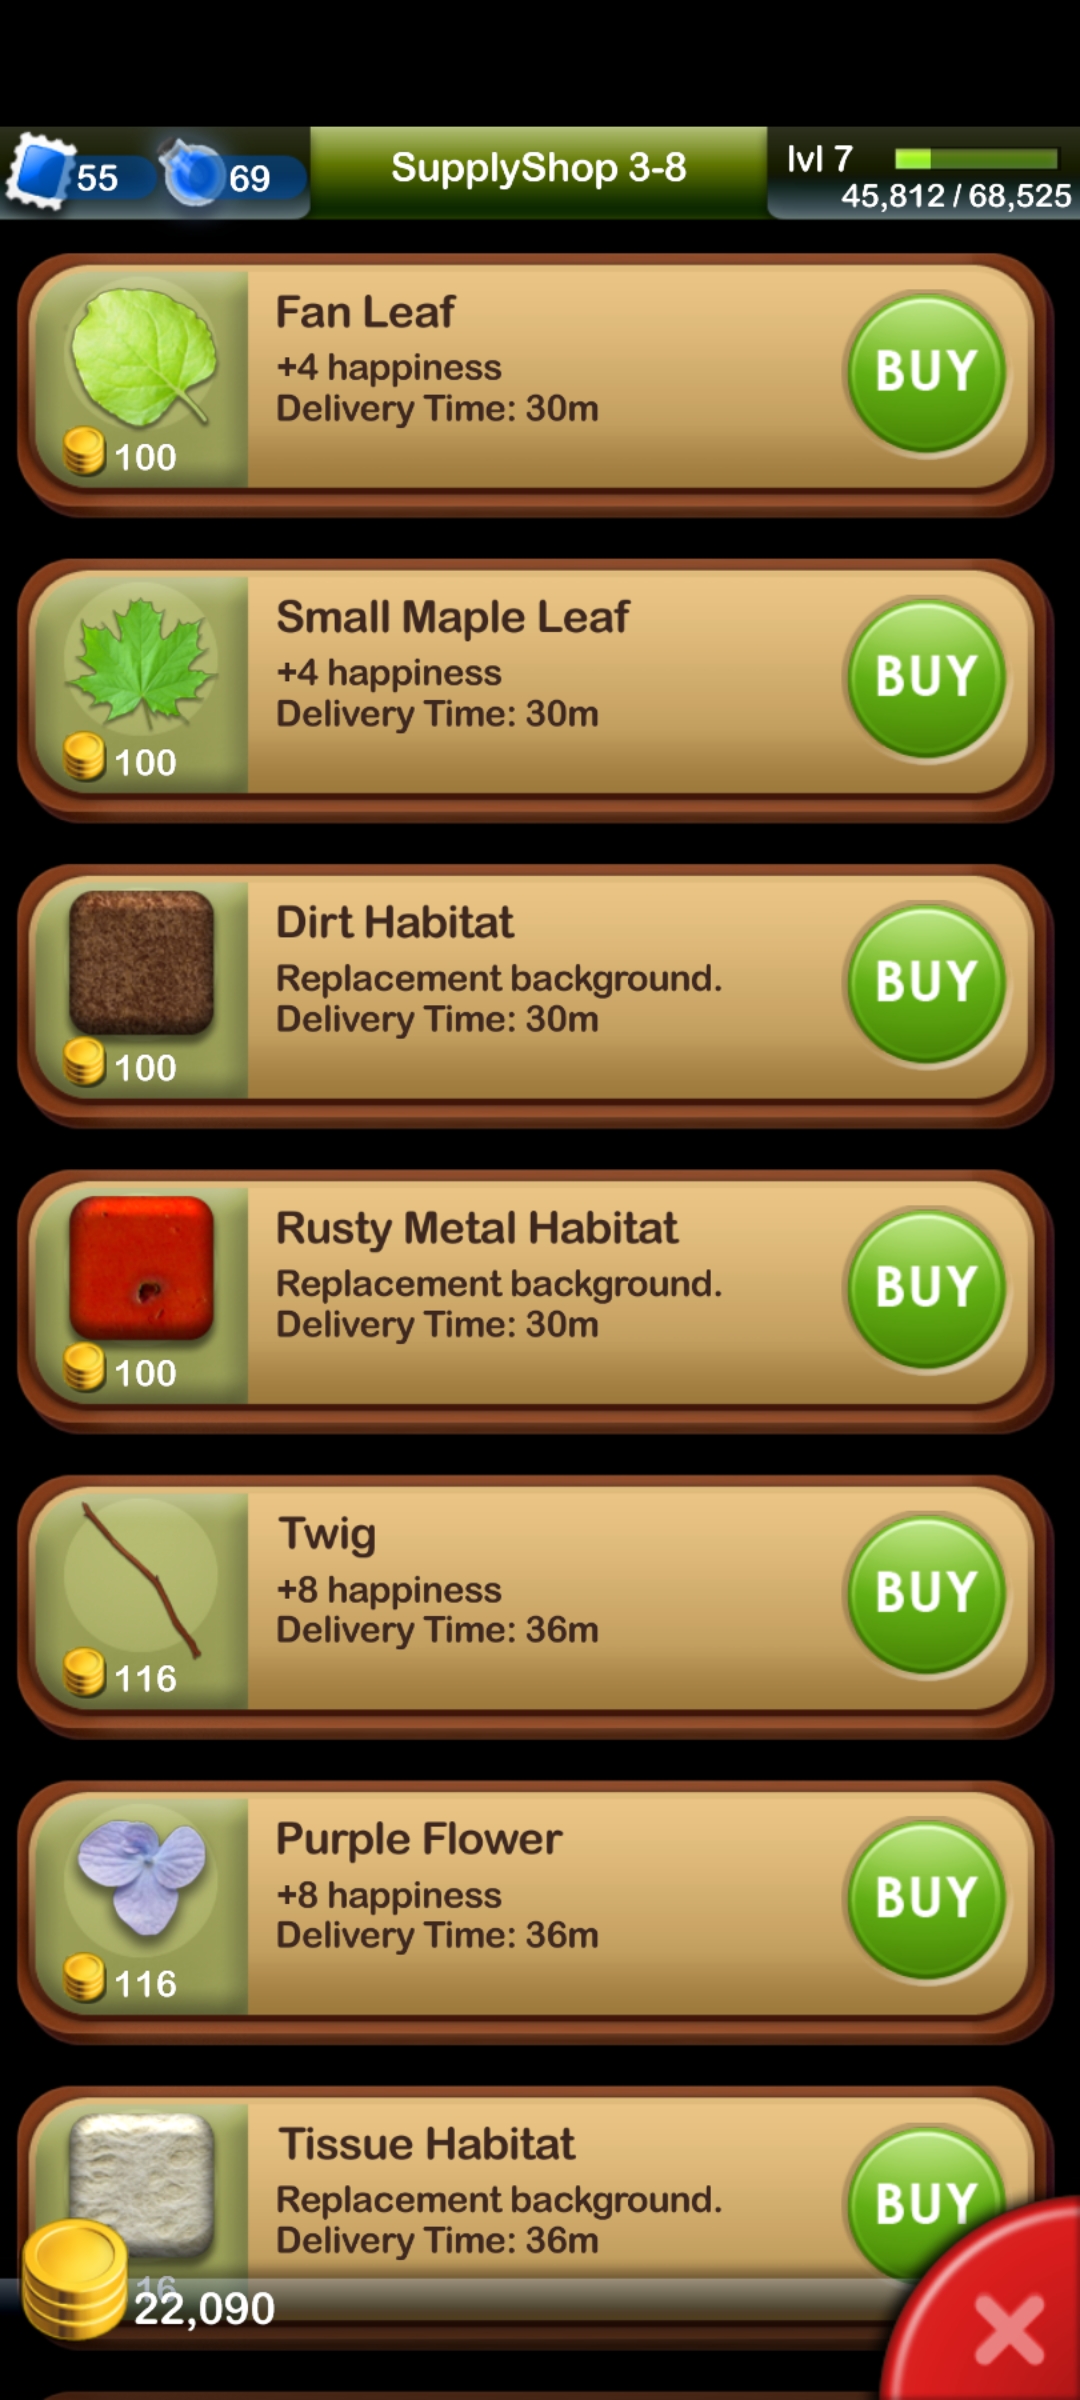 55
69
SupplyShop 3-8
lvl 7
45,812 / 68,525
Fan Leaf
+4 happiness
Delivery Time: 30m
100
BUY
Small Maple Leaf
+4 happiness
Delivery Time: 30m
100
BUY
Dirt Habitat
Replacement background.
Delivery Time: 30m
100
BUY
Rusty Metal Habitat
Replacement background.
Delivery Time: 30m
100
BUY
Twig
+8 happiness
Delivery Time: 36m
116
BUY
Purple Flower
+8 happiness
Delivery Time: 36m
116
BUY
Tissue Habitat
Replacement background.
Delivery Time: 36m
BUY
22,090